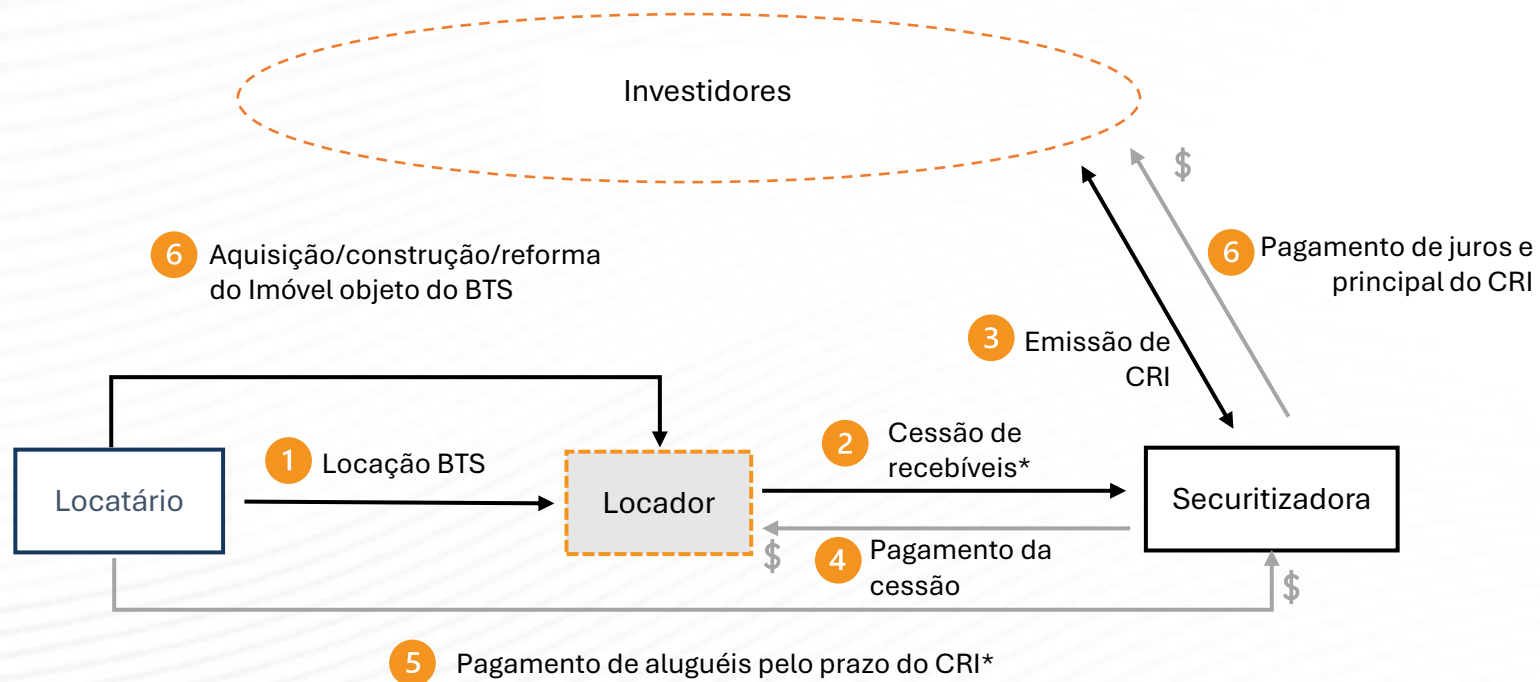 Investidores
$
6 Aquisição/construção/reforma
do Imóvel objeto do BTS
6 Pagamento de juros e
principal do CRI
3 Emissão de
CRI
Locatário
1 Locação BTS
Locador
2 Cessão de
recebíveis*
Securitizadora
$
4 Pagamento da
cessão
$
5 Pagamento de aluguéis pelo prazo do CRI*